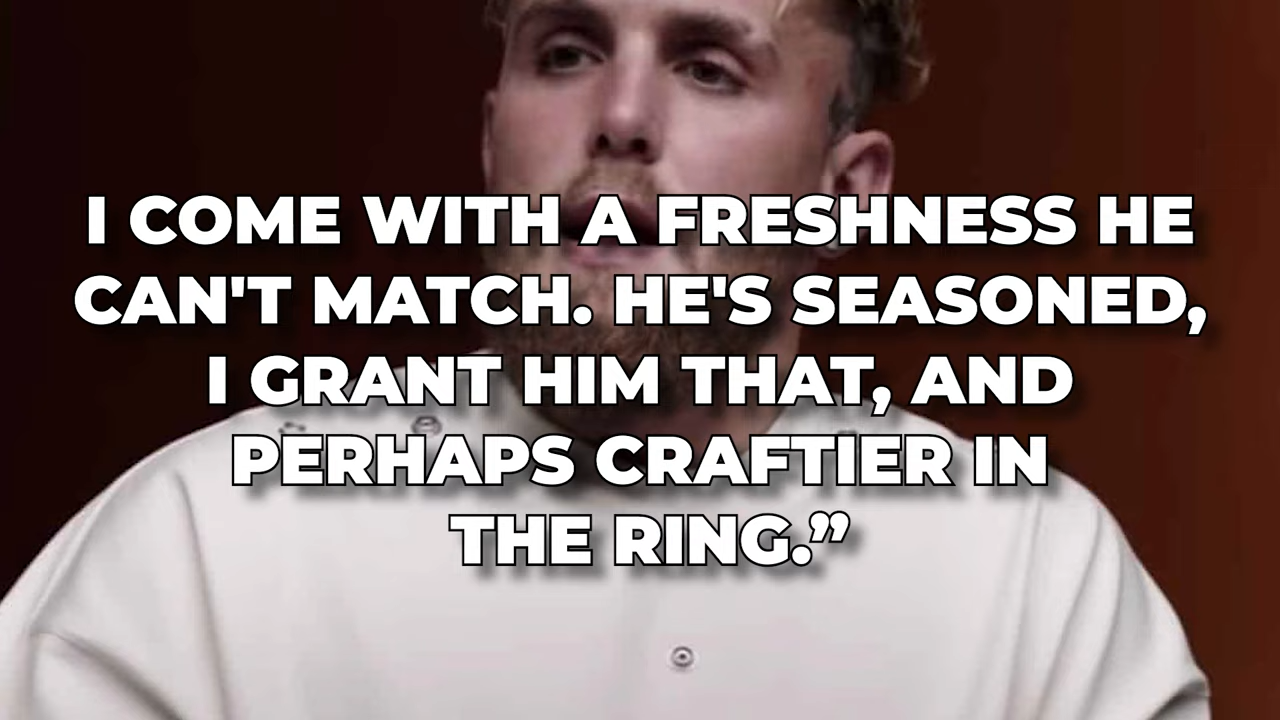 I COME WITH A FRESHNESS HE
CAN'T MATCH. HE'S SEASONED,
I GRANT HIM THAT, AND
PERHAPS CRAFTIER IN
THE RING.”